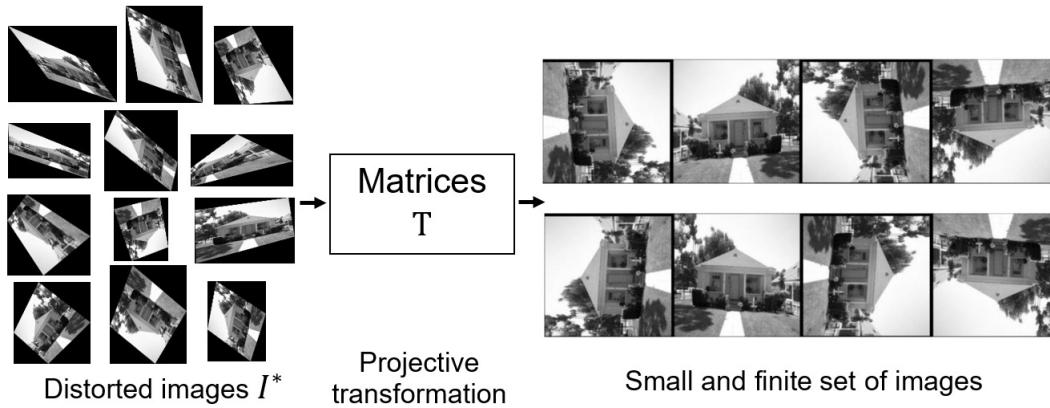 Matrices
T
Projective
transformation
Distorted images I*
Small and finite set of images